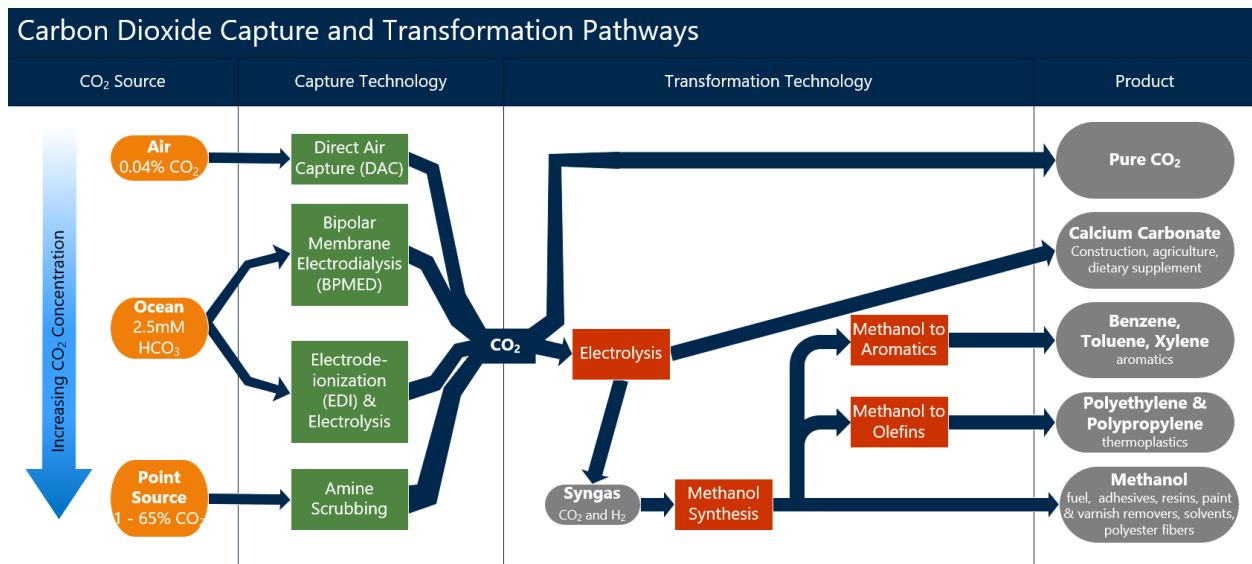 Carbon Dioxide Capture and Transformation Pathways
CO₂ Source
Capture Technology
Transformation Technology
Product
Increasing CO₂ Concentration
Air
0.04% CO₂
Ocean
2.5mM
HCO₃
Point
Source
1 - 65% CO₂
Direct Air
Capture (DAC)
Bipolar
Membrane
Electrodialysis
(BPMED)
Electrode-
ionization
(EDI) &
Electrolysis
Amine
Scrubbing
CO₂
Electrolysis
Syngas
CO₂ and H₂
Methanol
Synthesis
Methanol to
Aromatics
Methanol to
Olefins
Pure CO₂
Calcium Carbonate
Construction, agriculture,
dietary supplement
Benzene,
Toluene, Xylene
aromatics
Polyethylene &
Polypropylene
thermoplastics
Methanol
fuel, adhesives, resins, paint
& varnish removers, solvents,
polyester fibers